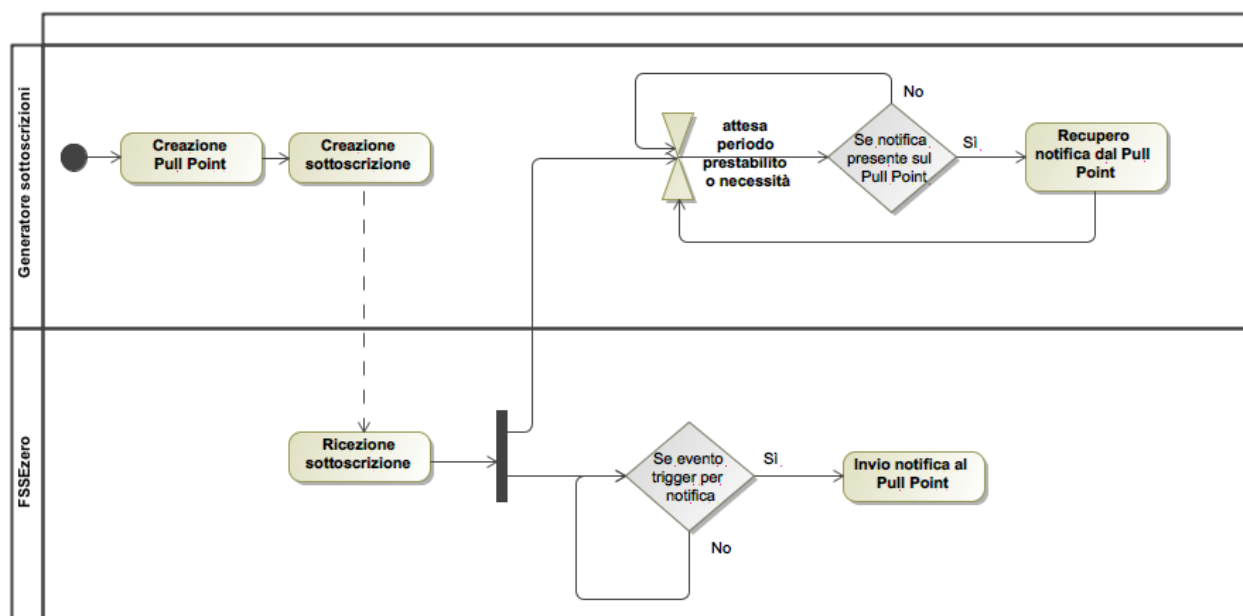 Generatore sottoscrizioni
Creazione
Pull Point
Creazione
sottoscrizione
attesa
periodo
prestabilito
o necessità
No
Se notifica
presente sul
Pull Point
Sì
Recupero
notifica dal Pull
Point
FSSEzero
Ricezione
sottoscrizione
Se evento
trigger per
notifica
Sì
No
Invio notifica al
Pull Point